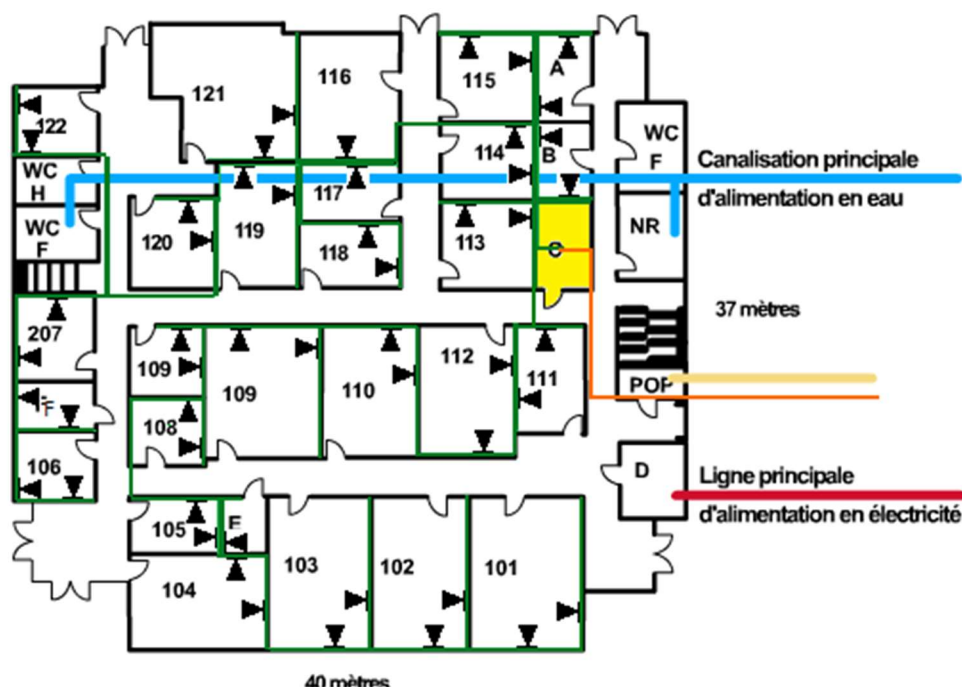 121
116
115
A
122
WC
F
114
B
Canalisation principale
WC
H
117
d'alimentation en eau
WC
F
120
119
118
113
C
NR
37 mètres
207
109
109
110
112
111
POP
F
108
106
D
Ligne principale
d'alimentation en électricité
105
E
104
103
102
101
40 mètres